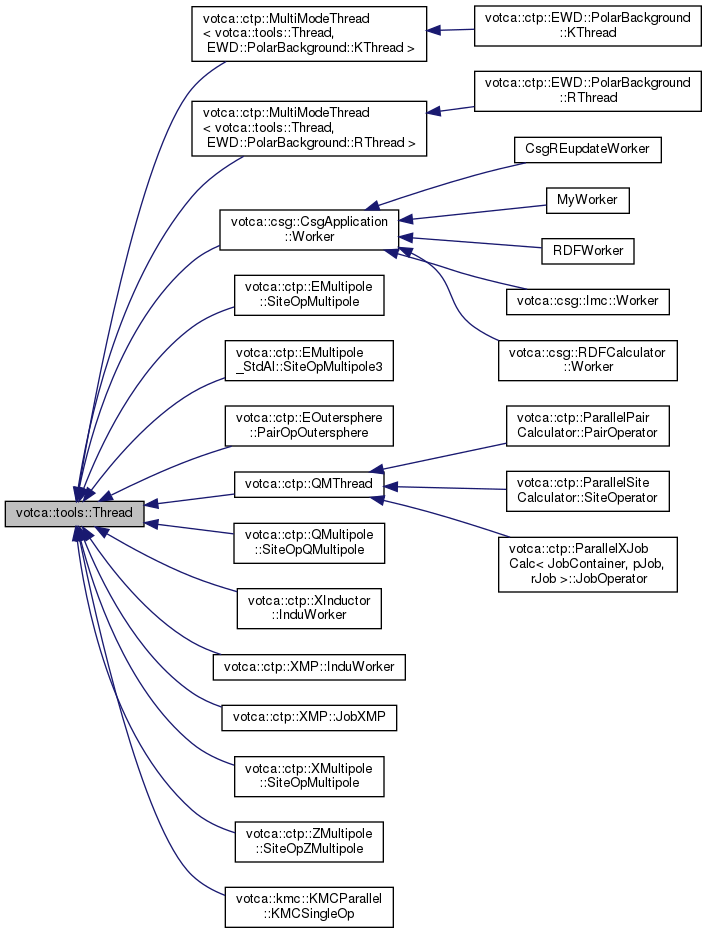 votca::tools::Thread
votca::ctp::MultiModeThread
< votca::tools::Thread,
EWD::PolarBackground::KThread >
votca::ctp::EWD::PolarBackground
::KThread
votca::ctp::MultiModeThread
< votca::tools::Thread,
EWD::PolarBackground::RThread >
votca::ctp::EWD::PolarBackground
::RThread
votca::csg::CsgApplication
::Worker
CsgREupdateWorker
MyWorker
RDFWorker
votca::csg::Imc::Worker
votca::csg::RDFCalculator
::Worker
votca::ctp::EMultipole
::SiteOpMultipole
votca::ctp::EMultipole
_StdAl::SiteOpMultipole3
votca::ctp::EOutersphere
::PairOpOutersphere
votca::ctp::QMThread
votca::ctp::ParallelPair
Calculator::PairOperator
votca::ctp::ParallelSite
Calculator::SiteOperator
votca::ctp::ParallelXJob
Calc< JobContainer, pJob,
rJob >::JobOperator
votca::ctp::QMultipole
::SiteOpQMultipole
votca::ctp::XInductor
::InduWorker
votca::ctp::XMP::InduWorker
votca::ctp::XMP::JobXMP
votca::ctp::XMultipole
::SiteOpMultipole
votca::ctp::ZMultipole
::SiteOpZMultipole
votca::kmc::KMCParallel
::KMCSingleOp